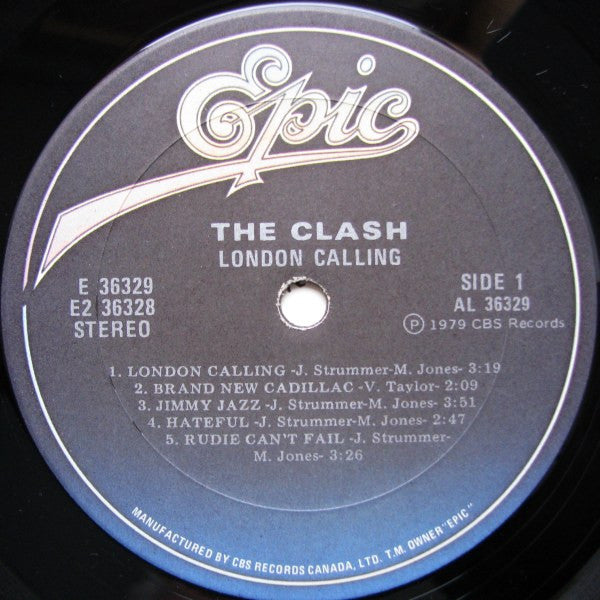 Epic
THE CLASH
LONDON CALLING
E 36329
E2 36328
STEREO
SIDE 1
AL 36329
Ⓟ 1979 CBS Records
1. LONDON CALLING -J. Strummer-M. Jones- 3:19
2. BRAND NEW CADILLAC -V. Taylor- 2:09
3. JIMMY JAZZ -J. Strummer-M. Jones- 3:51
4. HATEFUL -J. Strummer-M. Jones- 2:47
5. RUDIE CAN'T FAIL -J. Strummer-
M. Jones- 3:26
MANUFACTURED BY CBS RECORDS CANADA, LTD. T.M. OWNER "EPIC"